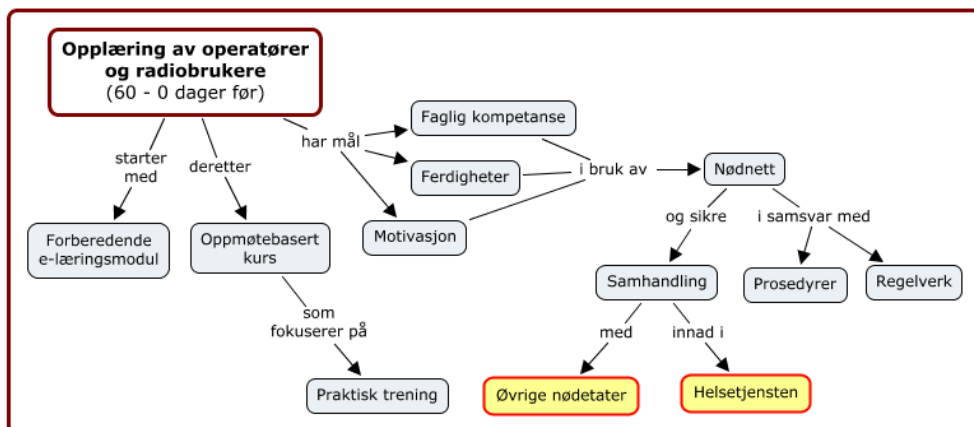 Opplæring av operatører
og radiobrukere
(60 - 0 dager før)
Faglig kompetanse
har mål
starter
med
deretter
i bruk av
Nødnett
Ferdigheter
og sikre
i samsvar med
Forberedende
e-læringsmodul
Oppmøtebasert
kurs
Motivasjon
Samhandling
Prosedyrer
Regelverk
som
fokuserer på
med
innad i
Praktisk trening
Øvrige nødetater
Helsetjensten